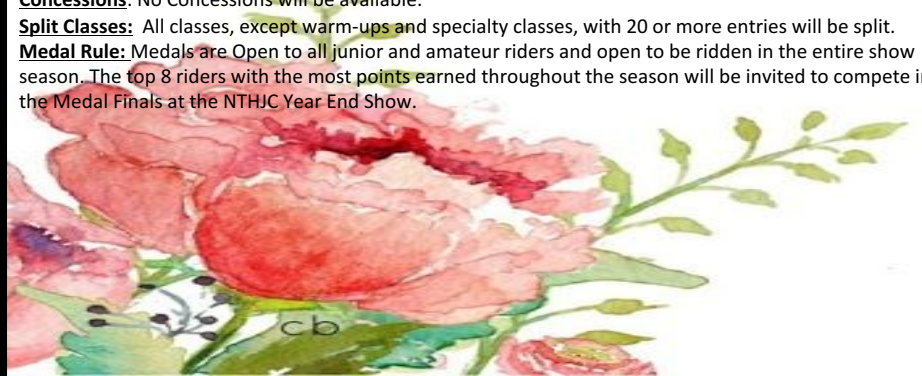 Concessions: No Concessions will be available.
Split Classes: All classes, except warm-ups and specialty classes, with 20 or more entries will be split.
Medal Rule: Medals are Open to all junior and amateur riders and open to be ridden in the entire show
season. The top 8 riders with the most points earned throughout the season will be invited to compete i
the Medal Finals at the NTHJC Year End Show.
cb